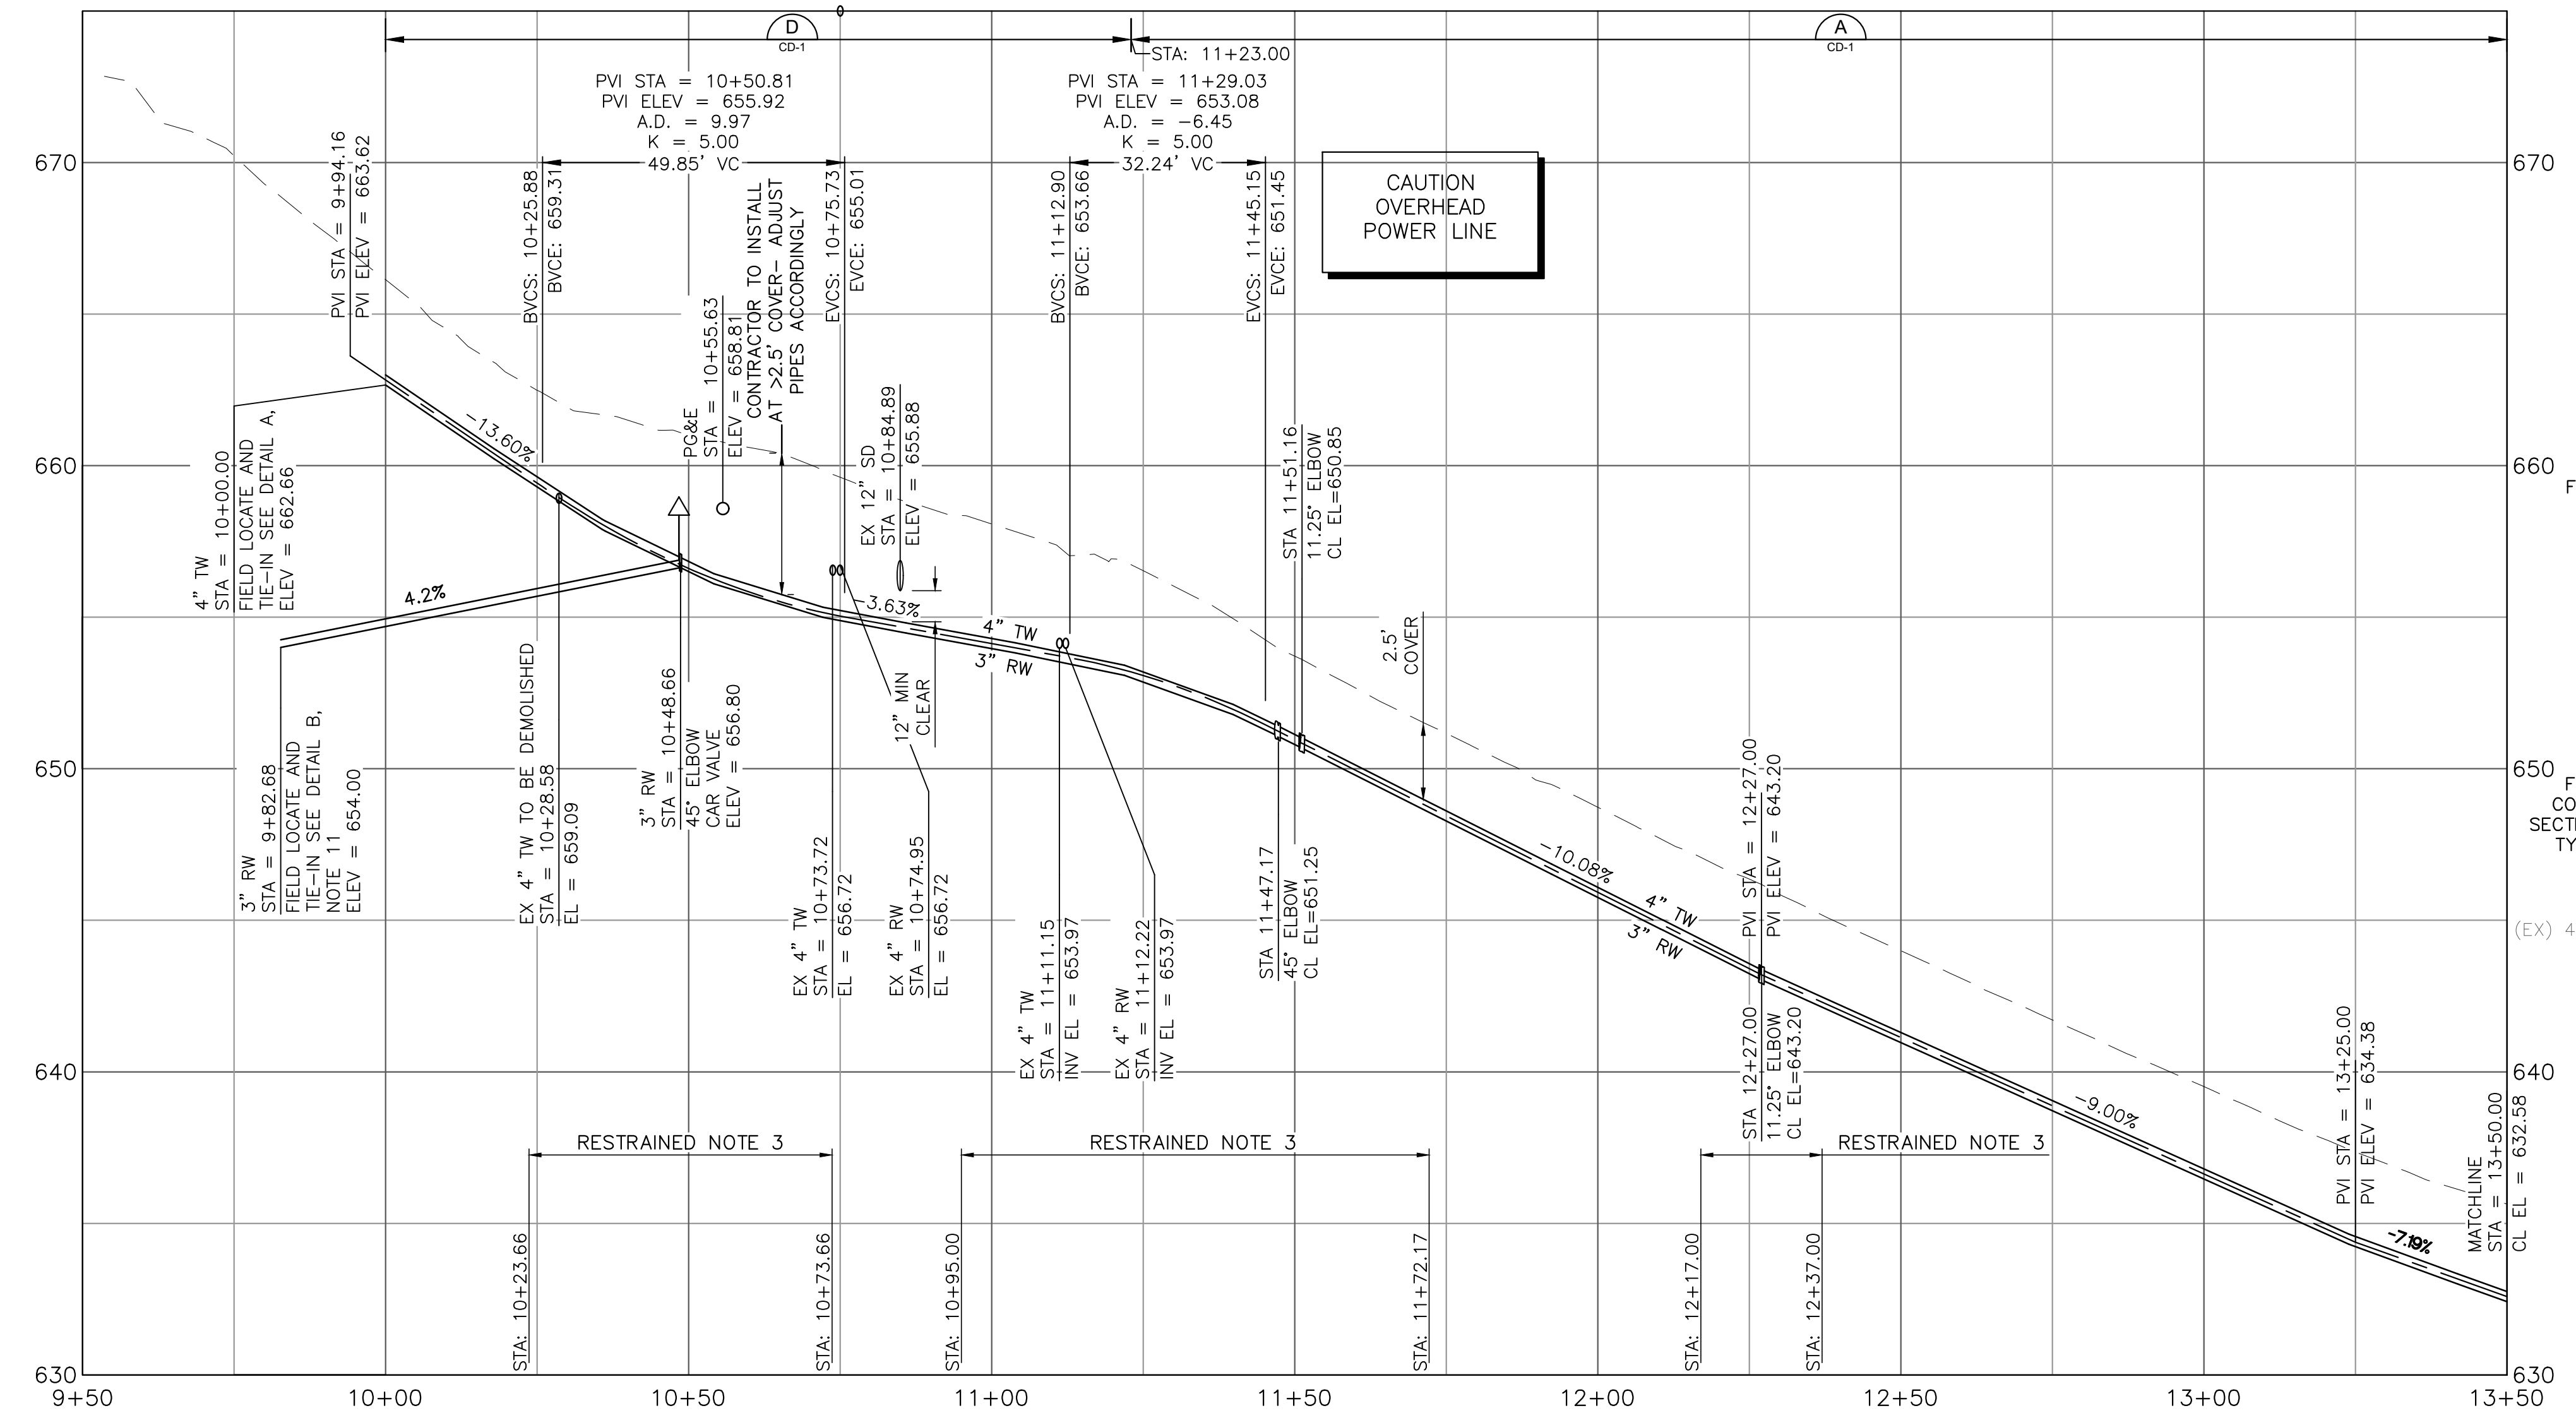 D
CD-1
A
CD-1
STA: 11+23.00
PVI STA = 10+50.81
PVI ELEV = 655.92
A.D. = 9.97
K = 5.00
49.85' VC
PVI STA = 11+29.03
PVI ELEV = 653.08
A.D. = -6.45
K = 5.00
32.24' VC
CAUTION
OVERHEAD
POWER LINE
670
660
650
640
630
670
660
650
640
630
PVI STA = 9+94.16
PVI ELEV = 663.62
BVCS: 10+25.88
BVCE: 659.31
PG&E
STA = 10+55.63
ELEV = 658.81
CONTRACTOR TO INSTALL
AT >2.5' COVER- ADJUST
PIPES ACCORDINGLY
EVCS: 10+75.73
EVCE: 655.01
EX 12" SD
STA = 10+84.89
ELEV = 655.88
BVCS: 11+12.90
BVCE: 653.66
EVCS: 11+45.15
EVCE: 651.45
STA 11+51.16
11.25° ELBOW
CL EL=650.85
2.5'
COVER
4" TW
STA = 10+00.00
FIELD LOCATE AND
TIE-IN SEE DETAIL A,
ELEV = 662.66
-13.60%
4.2%
-3.63%
4" TW
3" RW
12" MIN
CLEAR
3" RW
STA = 9+82.68
FIELD LOCATE AND
TIE-IN SEE DETAIL B,
NOTE 11
ELEV = 654.00
EX 4" TW TO BE DEMOLISHED
STA = 10+28.58
EL = 659.09
3" RW
STA = 10+48.66
45° ELBOW
CAR VALVE
ELEV = 656.80
EX 4" TW
STA = 10+73.72
EL = 656.72
EX 4" RW
STA = 10+74.95
EL = 656.72
EX 4" TW
STA = 11+11.15
INV EL = 653.97
EX 4" RW
STA = 11+12.22
INV EL = 653.97
STA 11+47.17
45° ELBOW
CL EL=651.25
-10.08%
4" TW
3" RW
PVI STA = 12+27.00
PVI ELEV = 643.20
STA 12+27.00
11.25° ELBOW
CL EL=643.20
-9.00%
PVI STA = 13+25.00
PVI ELEV = 634.38
-7.19%
MATCHLINE
STA = 13+50.00
CL EL = 632.58
F
F
CO
SECTI
TY
(EX) 4
RESTRAINED NOTE 3
RESTRAINED NOTE 3
RESTRAINED NOTE 3
STA: 10+23.66
STA: 10+73.66
STA: 10+95.00
STA: 11+72.17
STA: 12+17.00
STA: 12+37.00
9+50
10+00
10+50
11+00
11+50
12+00
12+50
13+00
13+50